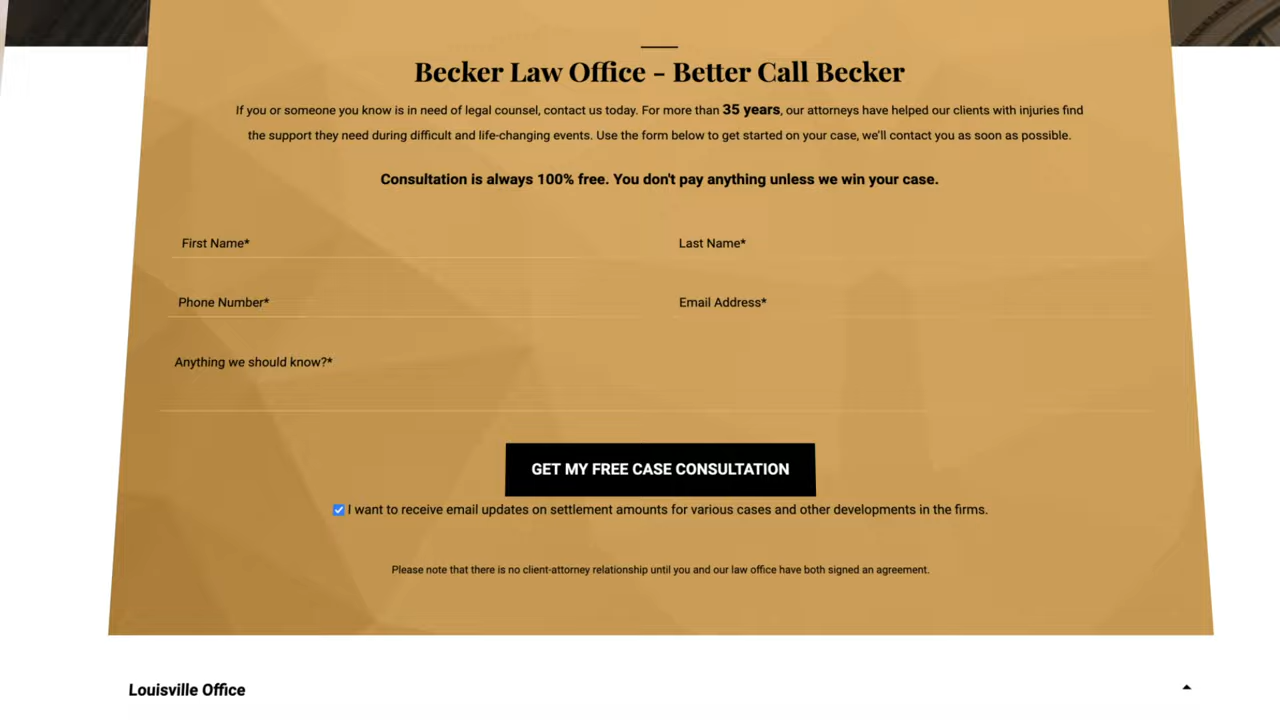 Becker Law Office – Better Call Becker
If you or someone you know is in need of legal counsel, contact us today. For more than 35 years, our attorneys have helped our clients with injuries find
the support they need during difficult and life-changing events. Use the form below to get started on your case, we'll contact you as soon as possible.
Consultation is always 100% free. You don't pay anything unless we win your case.
First Name*
Last Name*
Phone Number*
Email Address*
Anything we should know?*
GET MY FREE CASE CONSULTATION
I want to receive email updates on settlement amounts for various cases and other developments in the firms.
Please note that there is no client-attorney relationship until you and our law office have both signed an agreement.
Louisville Office